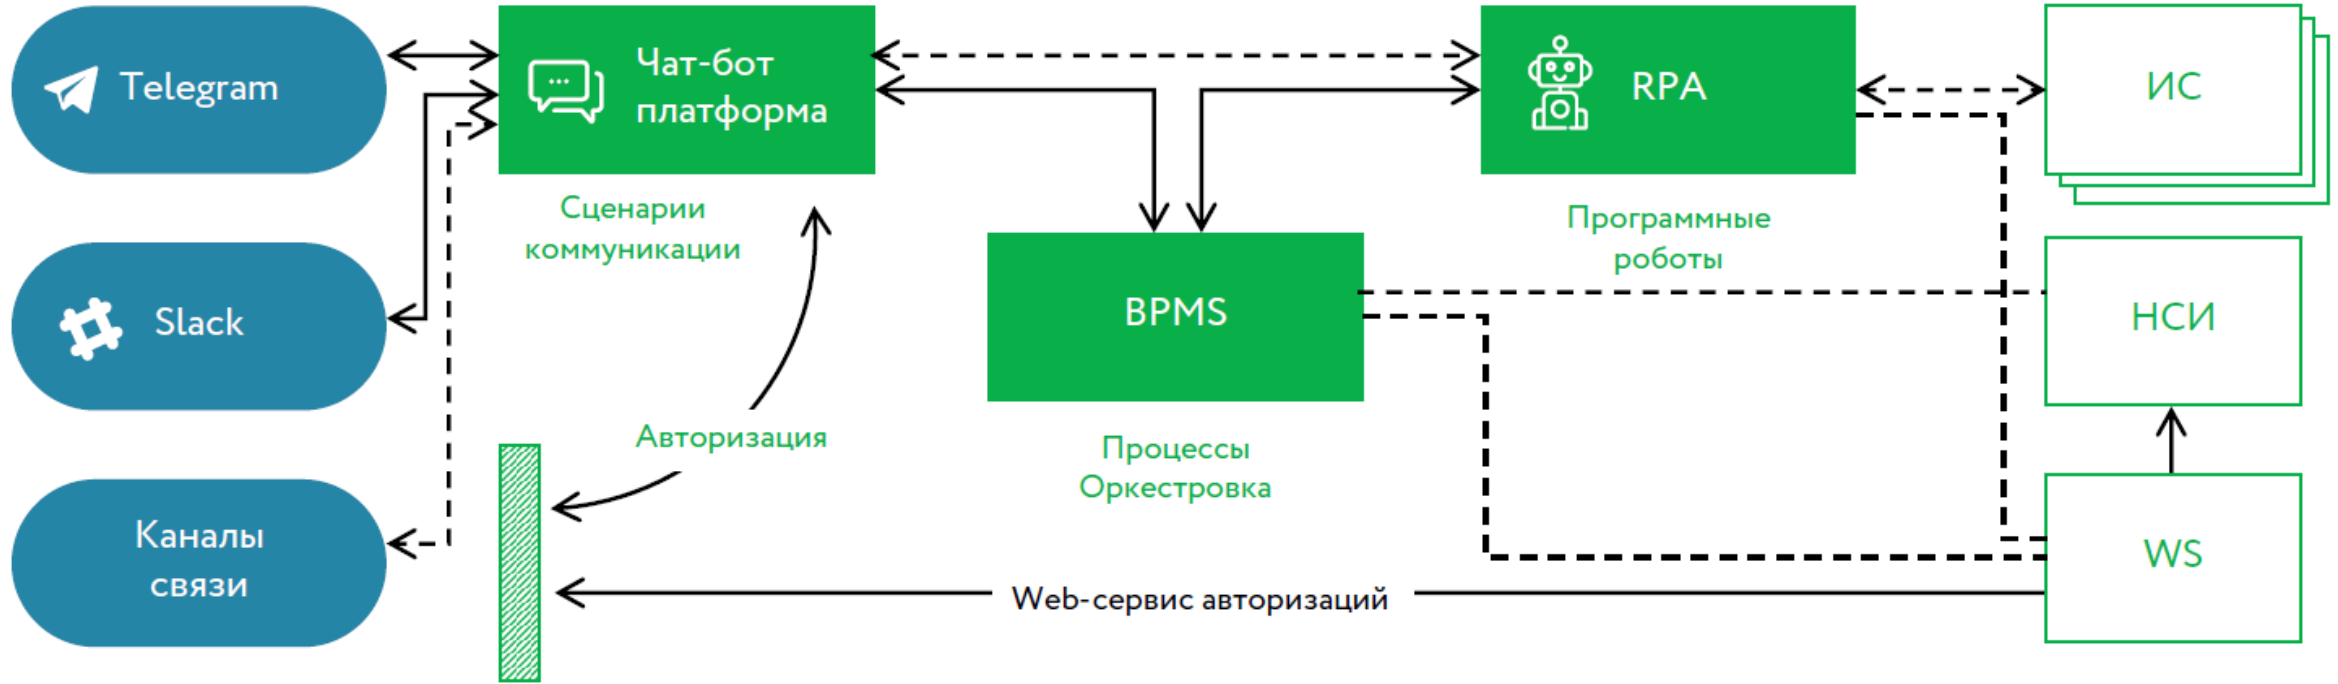 Telegram
Чат-бот
платформа
RPA
ИС
Сценарии
коммуникации
Программные
роботы
Slack
BPMS
НСИ
Авторизация
Процессы
Оркестровка
Каналы
связи
WS
Web-сервис авторизаций